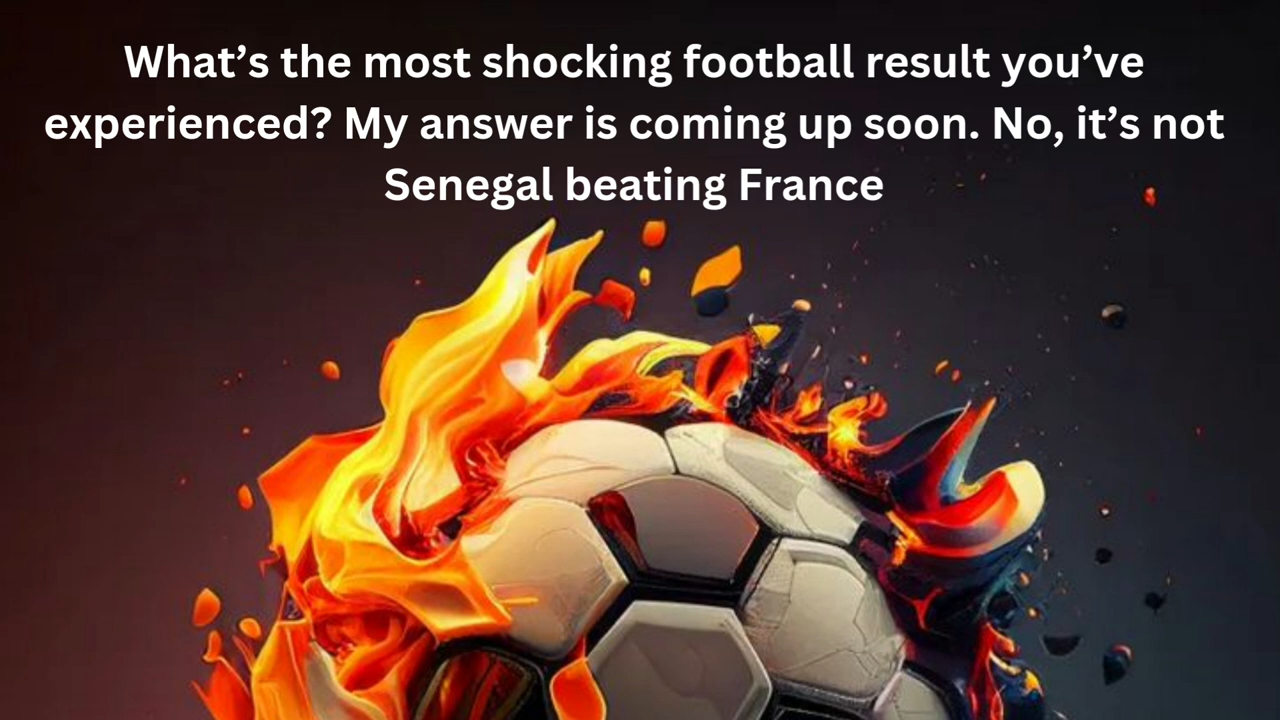 What’s the most shocking football result you’ve
experienced? My answer is coming up soon. No, it’s not
Senegal beating France